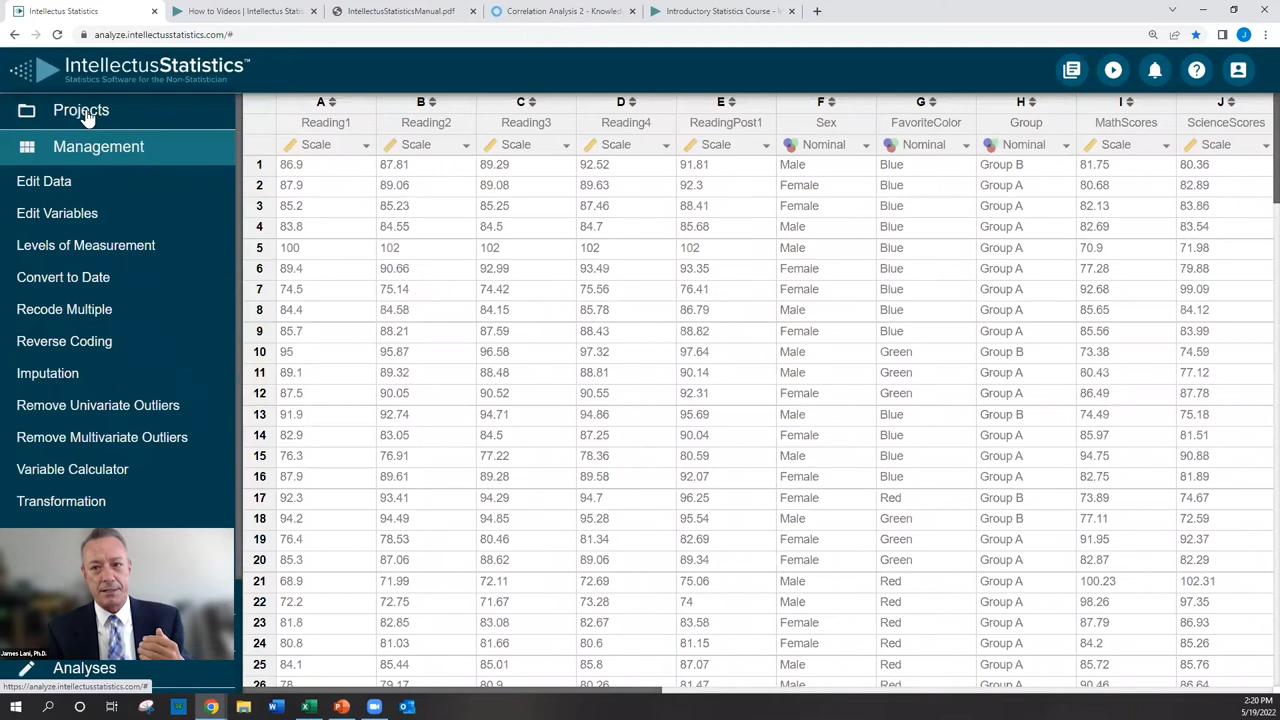 Intellectus Statistics
How to Videos | Intellectus Statisti
IntellectusStatisticsManual.pdf
Correlation Analysis 2 - Knowled
Introductory Statistics Course - In
analyze.intellectusstatistics.com/#
IntellectusStatistics™
Statistics Software for the Non-Statistician
Projects
Management
Edit Data
Edit Variables
Levels of Measurement
Convert to Date
Recode Multiple
Reverse Coding
Imputation
Remove Univariate Outliers
Remove Multivariate Outliers
Variable Calculator
Transformation
James Lani, Ph.D.
Analyses
https://analyze.intellectusstatistics.com/#
A B C D E F G H I J
Reading1 Reading2 Reading3 Reading4 ReadingPost1 Sex FavoriteColor Group MathScores ScienceScores
Scale Scale Scale Scale Scale Nominal Nominal Nominal Scale Scale
1 86.9 87.81 89.29 92.52 91.81 Male Blue Group B 81.75 80.36
2 87.9 89.06 89.08 89.63 92.3 Female Blue Group A 80.68 82.89
3 85.2 85.23 85.25 87.46 88.41 Female Blue Group A 82.13 83.86
4 83.8 84.55 84.5 84.7 85.68 Male Blue Group A 82.69 83.54
5 100 102 102 102 102 Male Blue Group A 70.9 71.98
6 89.4 90.66 92.99 93.49 93.35 Female Blue Group A 77.28 79.88
7 74.5 75.14 74.42 75.56 76.41 Female Blue Group A 92.68 99.09
8 84.4 84.58 84.15 85.78 86.79 Male Blue Group A 85.65 84.12
9 85.7 88.21 87.59 88.43 88.82 Female Blue Group A 85.56 83.99
10 95 95.87 96.58 97.32 97.64 Male Green Group B 73.38 74.59
11 89.1 89.32 88.48 88.81 90.14 Male Green Group A 80.43 77.12
12 87.5 90.05 90.52 90.55 92.31 Female Green Group A 86.49 87.78
13 91.9 92.74 94.71 94.86 95.69 Male Blue Group B 74.49 75.18
14 82.9 83.05 84.5 87.25 90.04 Female Blue Group A 85.97 81.51
15 76.3 76.91 77.22 78.36 80.59 Male Blue Group A 94.75 90.88
16 87.9 89.61 89.28 89.58 92.07 Female Blue Group A 82.75 81.89
17 92.3 93.41 94.29 94.7 96.25 Female Red Group B 73.89 74.67
18 94.2 94.49 94.85 95.28 95.54 Male Green Group B 77.11 72.59
19 76.4 78.53 80.46 81.34 82.69 Female Green Group A 91.95 92.37
20 85.3 87.06 88.62 89.06 89.34 Female Green Group A 82.87 82.29
21 68.9 71.99 72.11 72.69 75.06 Male Red Group A 100.23 102.31
22 72.2 72.75 71.67 73.28 74 Male Red Group A 98.26 97.35
23 81.8 82.85 83.08 82.67 83.58 Female Red Group A 87.79 86.93
24 80.8 81.03 81.66 80.6 81.15 Female Red Group A 84.2 85.26
25 84.1 85.44 85.01 85.8 87.07 Male Red Group A 85.72 85.76
26 78 79.17 80.9 80.26 81.47 Male Red Group A 90.46 86.64
2:20 PM
5/19/2022